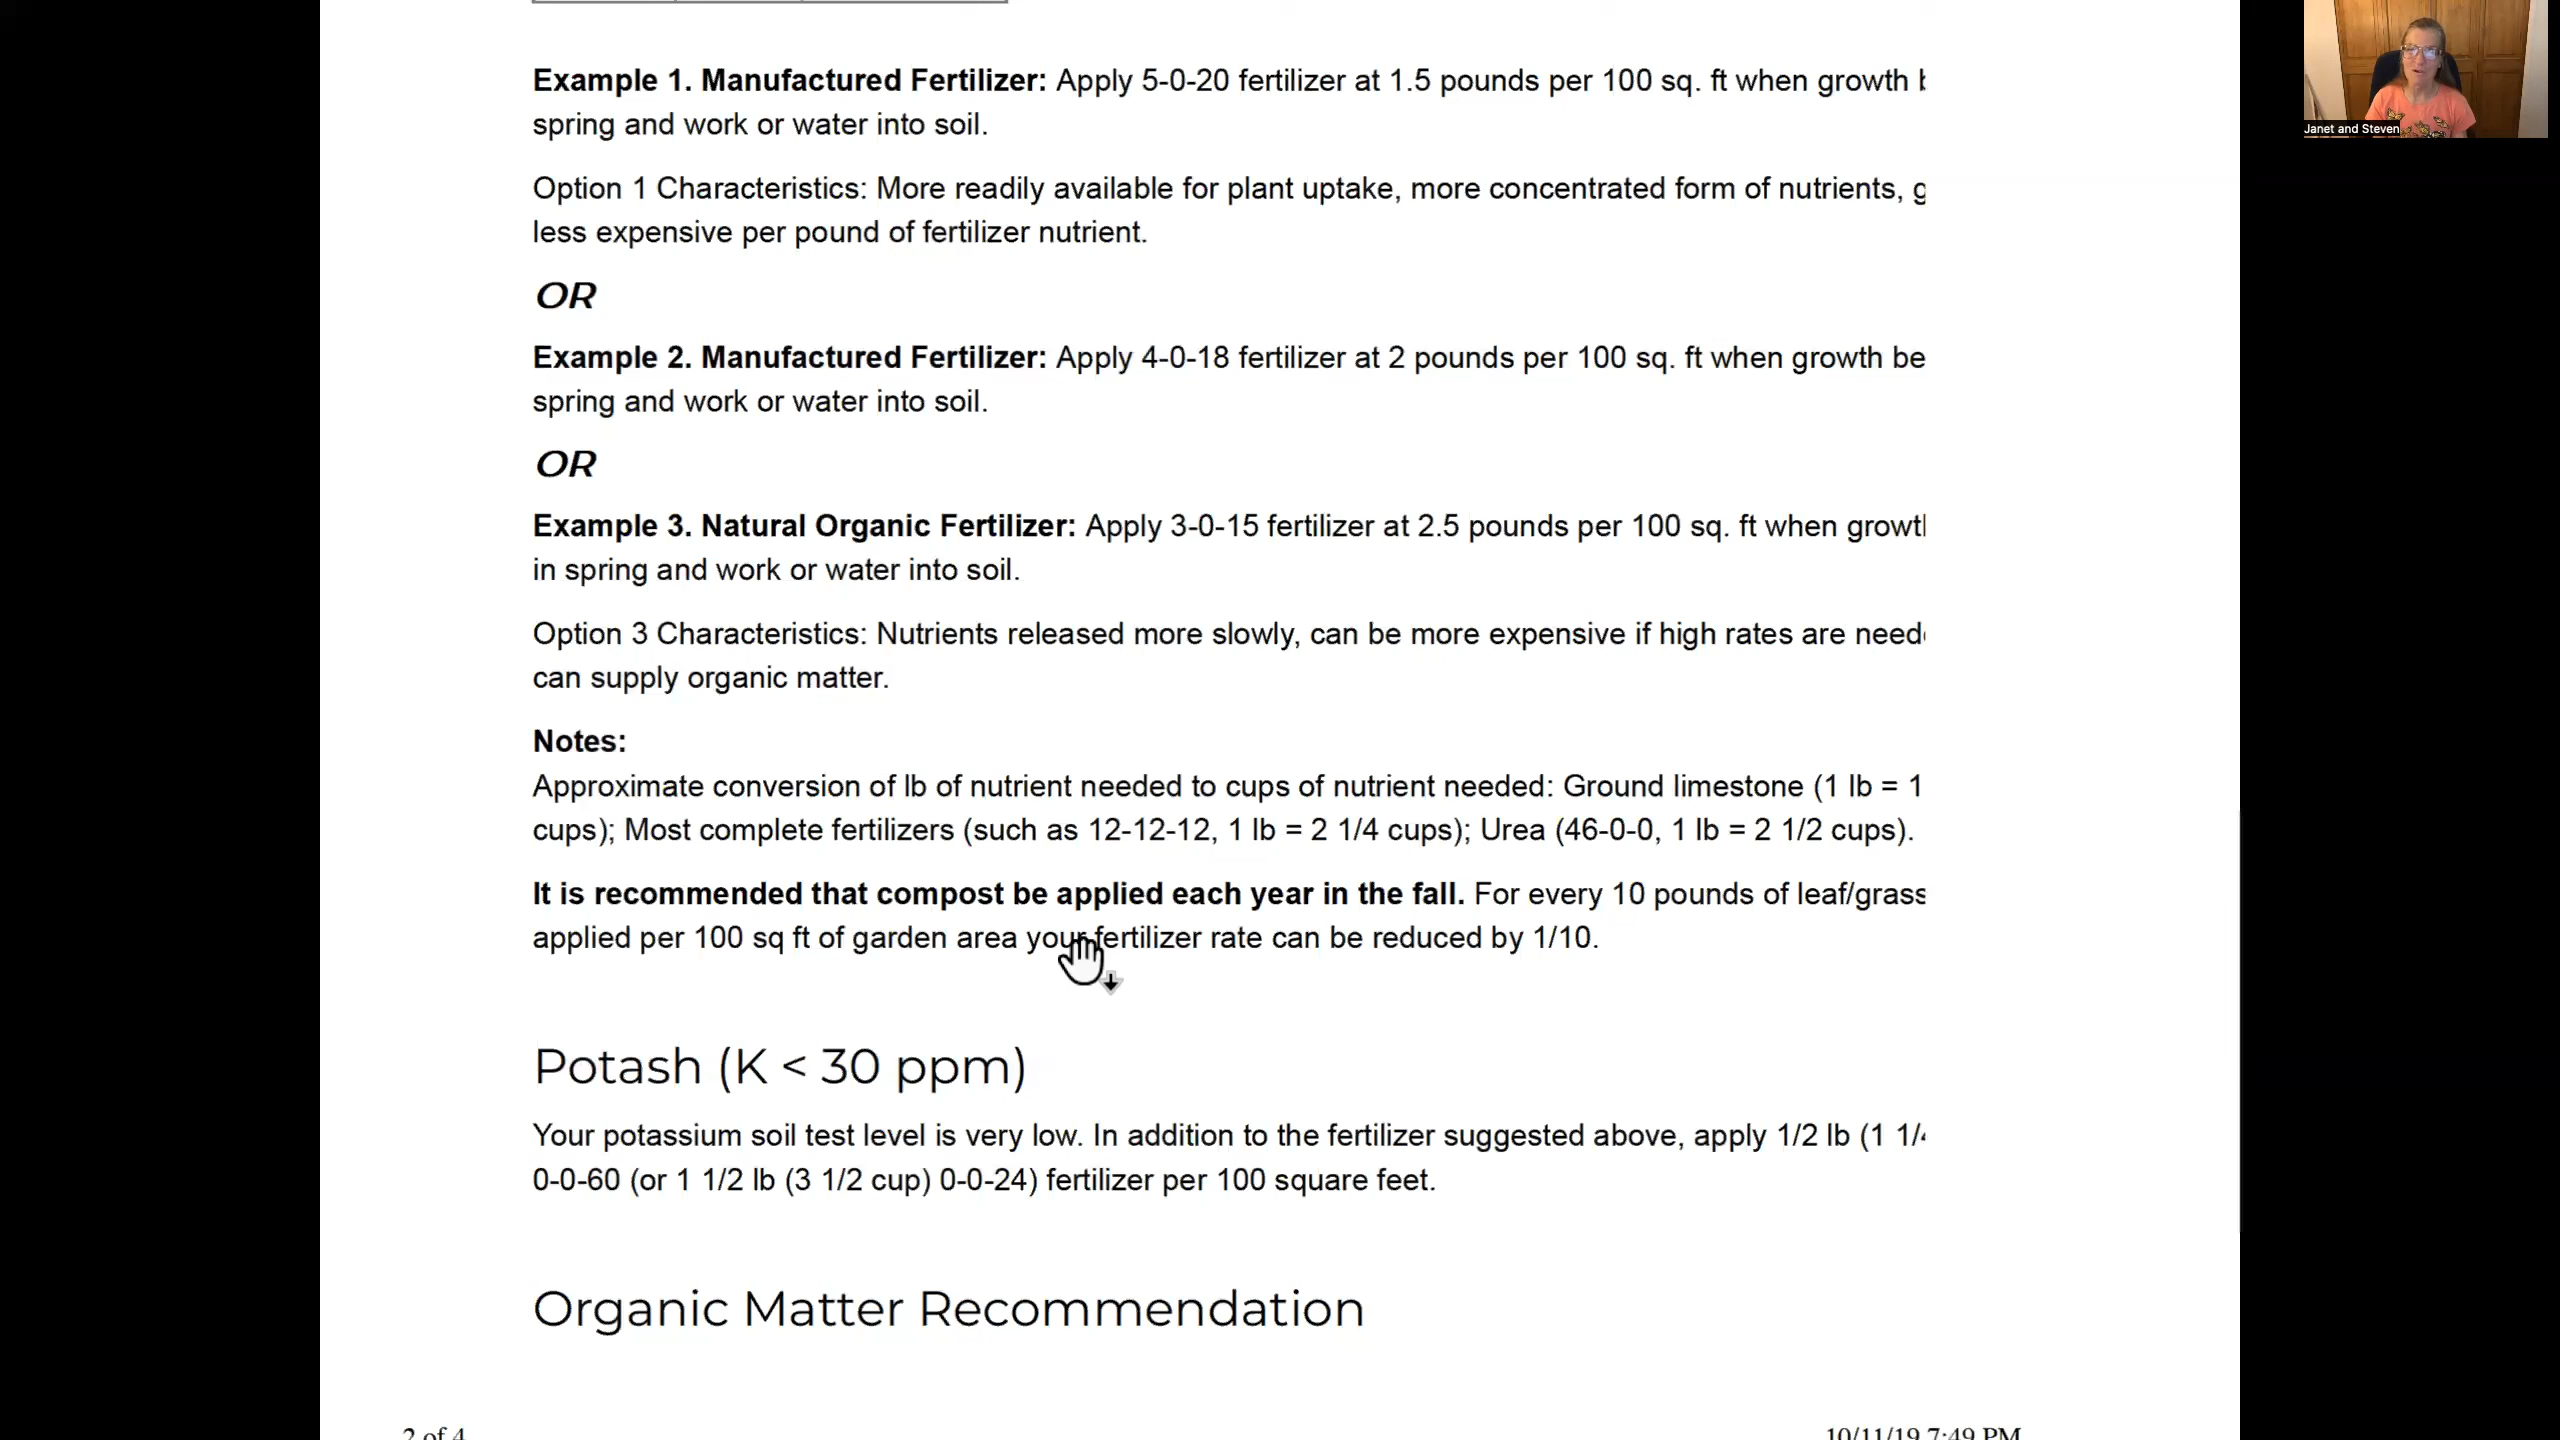 Example 1. Manufactured Fertilizer: Apply 5-0-20 fertilizer at 1.5 pounds per 100 sq. ft when growth
spring and work or water into soil.
Option 1 Characteristics: More readily available for plant uptake, more concentrated form of nutrients,
less expensive per pound of fertilizer nutrient.
OR
Example 2. Manufactured Fertilizer: Apply 4-0-18 fertilizer at 2 pounds per 100 sq. ft when growth be
spring and work or water into soil.
OR
Example 3. Natural Organic Fertilizer: Apply 3-0-15 fertilizer at 2.5 pounds per 100 sq. ft when
in spring and work or water into soil.
Option 3 Characteristics: Nutrients released more slowly, can be more expensive if high rates are
can supply organic matter.
Notes:
Approximate conversion of lb of nutrient needed to cups of nutrient needed: Ground limestone (1 lb = 1
cups); Most complete fertilizers (such as 12-12-12, 1 lb = 2 1/4 cups); Urea (46-0-0, 1 lb = 2 1/2 cups).
It is recommended that compost be applied each year in the fall. For every 10 pounds of leaf/grass
applied per 100 sq ft of garden area your fertilizer rate can be reduced by 1/10.
Potash (K < 30 ppm)
Your potassium soil test level is very low. In addition to the fertilizer suggested above, apply 1/2 lb (1
0-0-60 (or 1 1/2 lb (3 1/2 cup) 0-0-24) fertilizer per 100 square feet.
Organic Matter Recommendation
2 of 4
10/11/19 7:49 PM
Janet and Steven